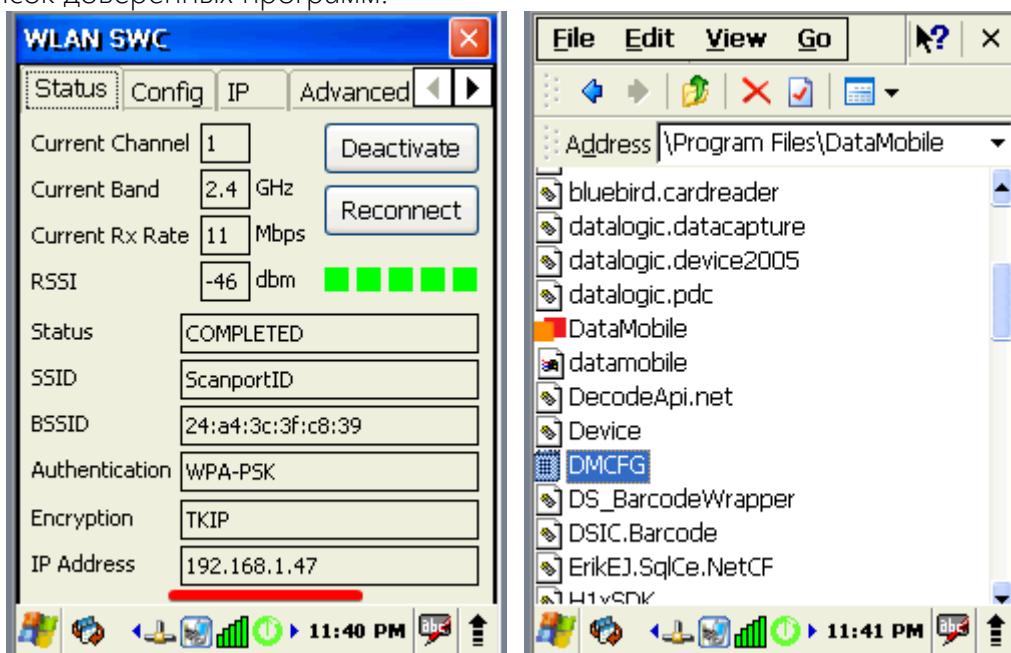 сок доверенных программ.
WLAN SWC
Status Config IP Advanced
Current Channel 1
Deactivate
Current Band 2.4 GHz
Reconnect
Current Rx Rate 11 Mbps
RSSI -46 dbm
Status COMPLETED
SSID ScanportID
BSSID 24:a4:3c:3f:c8:39
Authentication WPA-PSK
Encryption TKIP
IP Address 192.168.1.47
11:40 PM
File Edit View Go
Address \Program Files\DataMobile
bluebird.cardreader
datalogic.datacapture
datalogic.device2005
datalogic.pdc
DataMobile
datamobile
DecodeApi.net
Device
DMCFG
DS_BarcodeWrapper
DSIC.Barcode
ErikEJ.SqlCe.NetCF
H1xSDK
11:41 PM